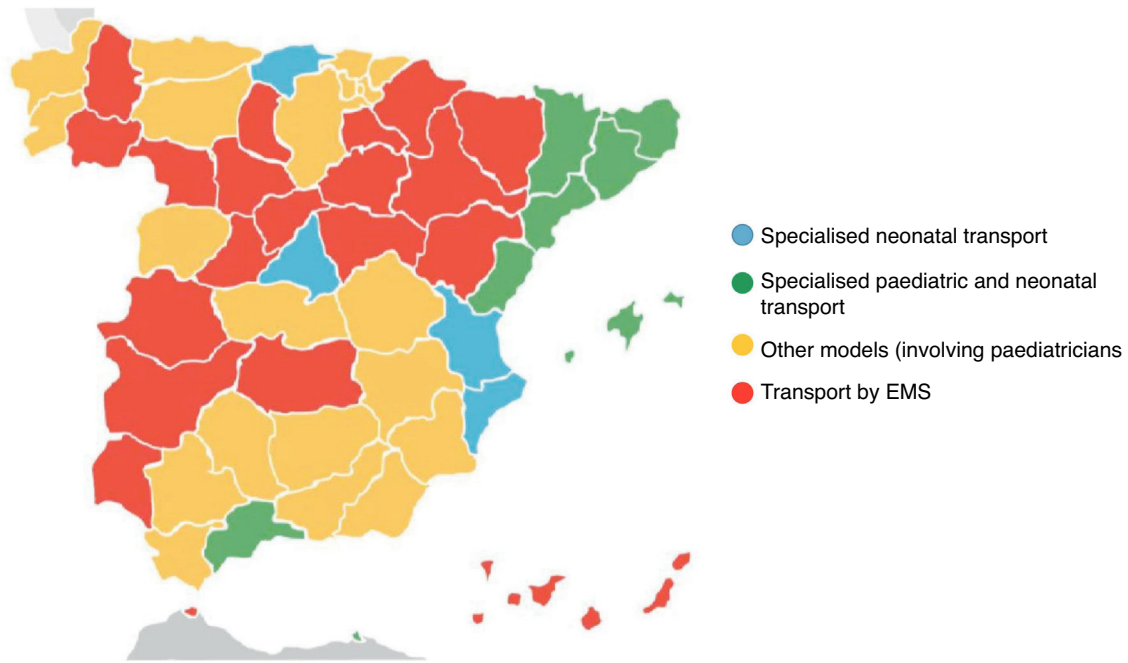 Specialised neonatal transport
Specialised paediatric and neonatal
transport
Other models (involving paediatricians
Transport by EMS